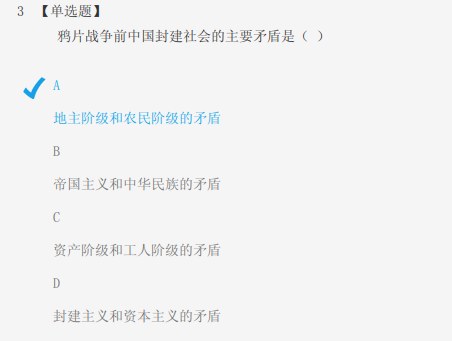 3 【单选题】
鸦片战争前中国封建社会的主要矛盾是（ ）
A
地主阶级和农民阶级的矛盾
B
帝国主义和中华民族的矛盾
C
资产阶级和工人阶级的矛盾
D
封建主义和资本主义的矛盾